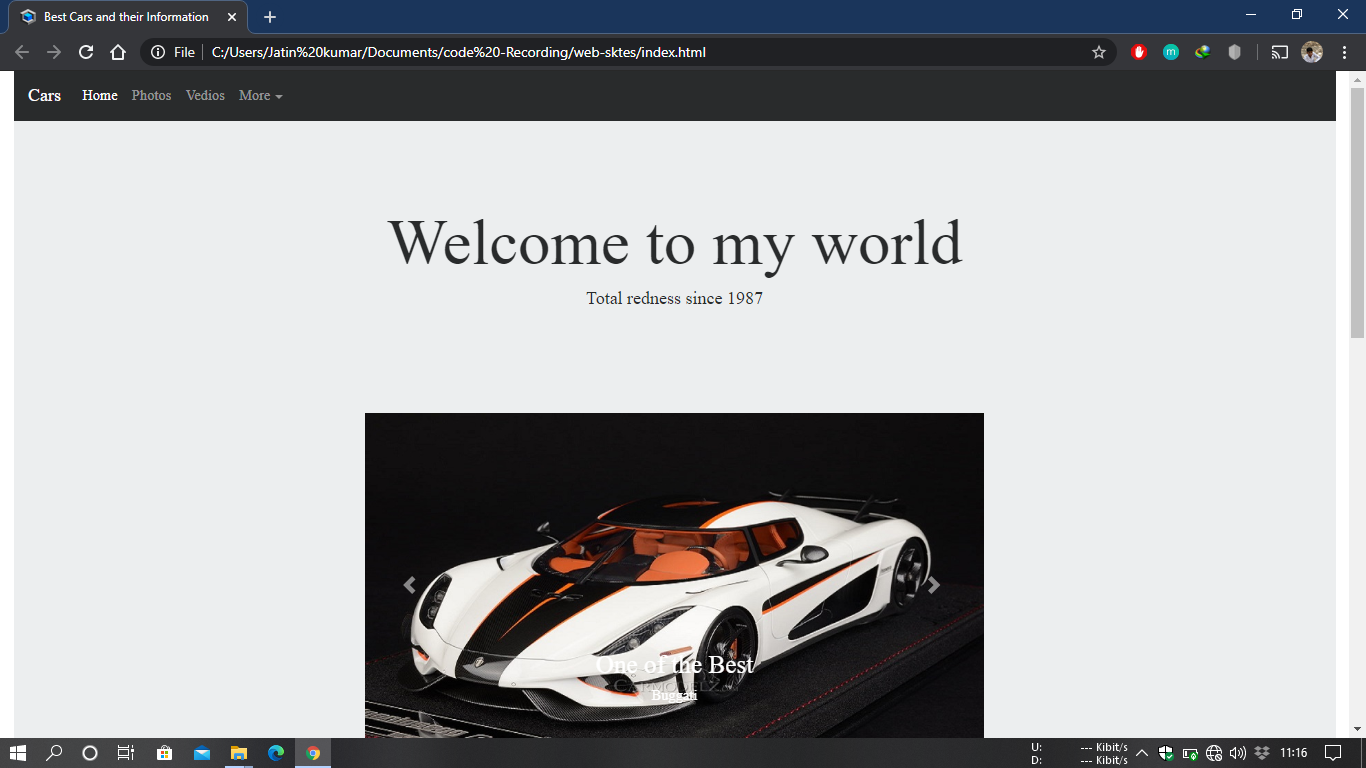 Best Cars and their Information
File C:/Users/Jatin%20kumar/Documents/code%20-Recording/web-sktes/index.html
Cars Home Photos Vedios More
Welcome to my world
Total redness since 1987
One of the Best
Buggati
U: --- Kibit/s
D: --- Kibit/s
11:16